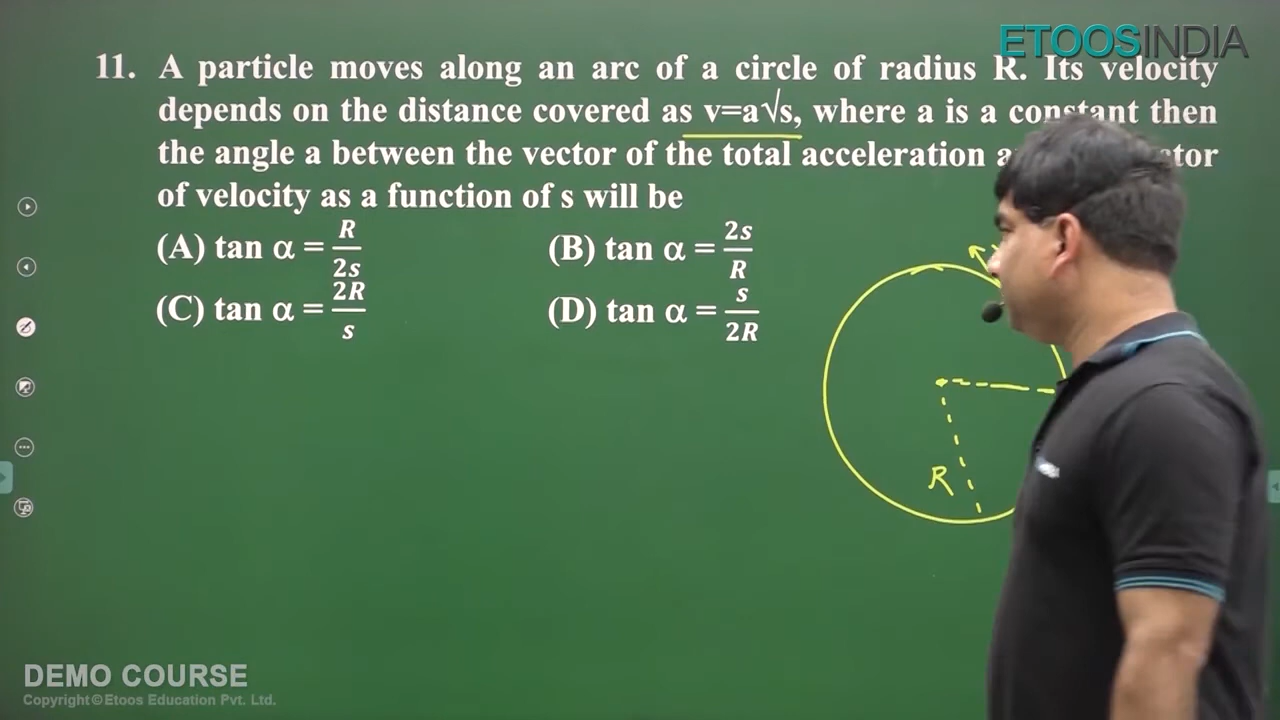 ETOOSINDIA
11. A particle moves along an arc of a circle of radius R. Its velocity
depends on the distance covered as v=a√s, where a is a constant then
the angle a between the vector of the total acceleration
of velocity as a function of s will be
(A) tan α = R/2s (B) tan α = 2s/R
(C) tan α = 2R/s (D) tan α = s/2R
R
DEMO COURSE
Copyright©Etoos Education Pvt. Ltd.